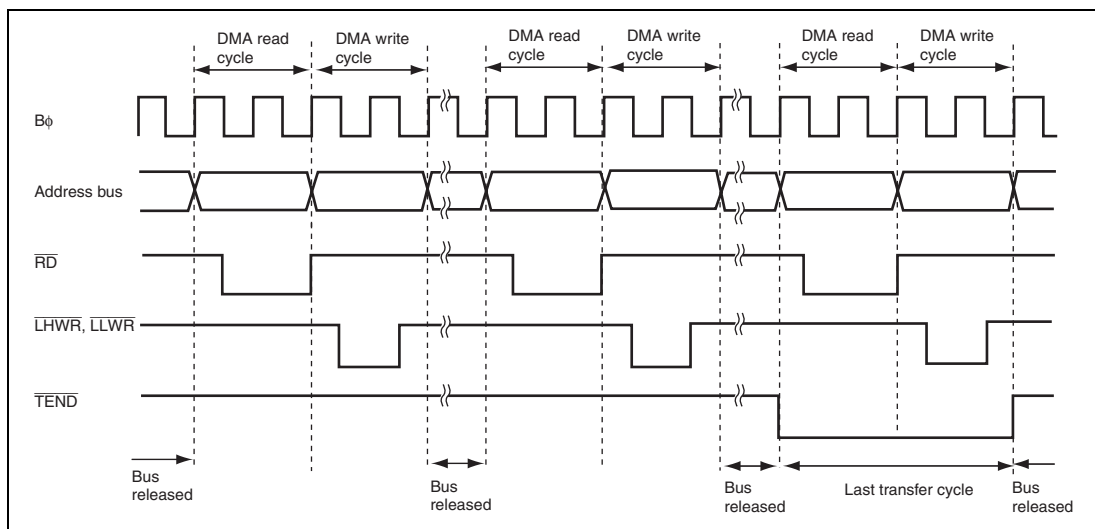 DMA read cycle
DMA write cycle
DMA read cycle
DMA write cycle
DMA read cycle
DMA write cycle
Bϕ
Address bus
RD
LHWR, LLWR
TEND
Bus released
Bus released
Bus released
Last transfer cycle
Bus released